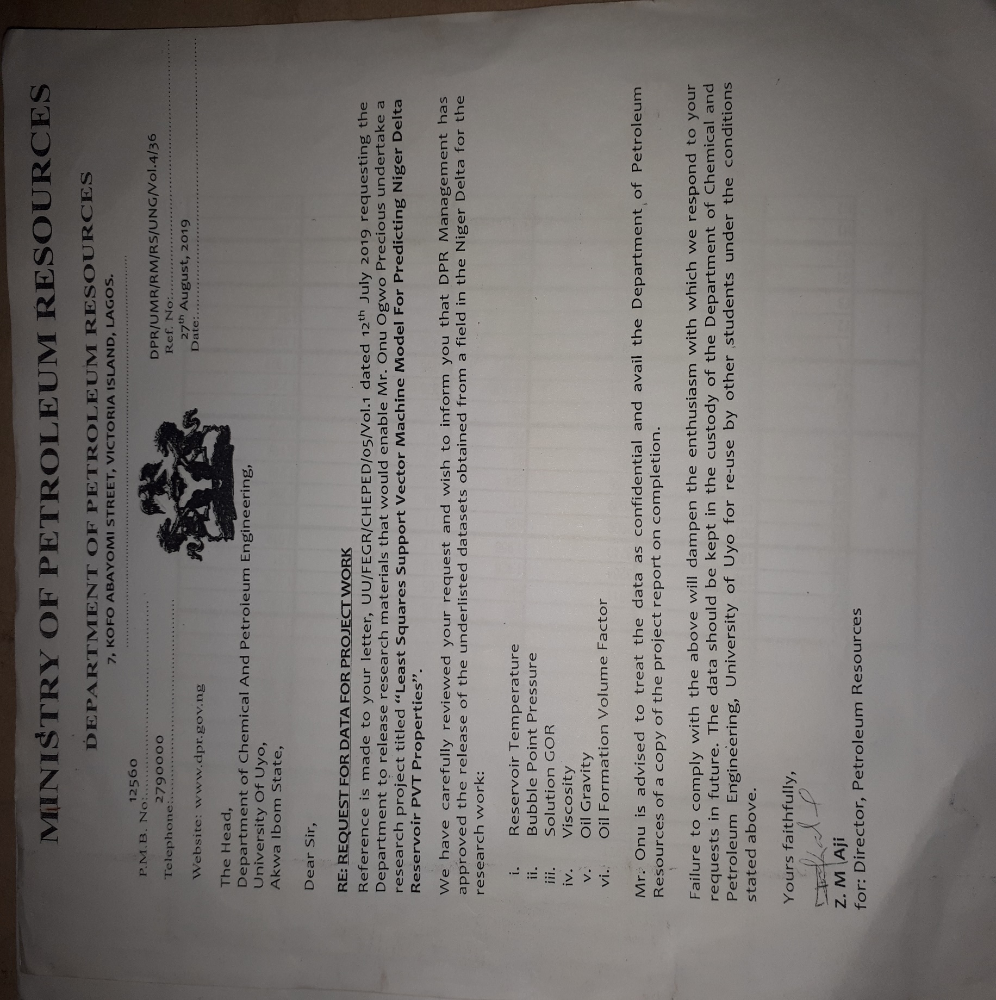 MINISTRY OF PETROLEUM RESOURCES
DEPARTMENT OF PETROLEUM RESOURCES
7, KOFO ABAYOMI STREET, VICTORIA ISLAND, LAGOS.
12560
P.M.B. No:
2790000
Telephone:
Website: www.dpr.gov.ng
DPR/UMR/RM/RS/UNG/Vol.4/36
Ref. No:
27th August, 2019
Date:
The Head,
Department of Chemical And Petroleum Engineering,
University Of Uyo,
Akwa Ibom State,
Dear Sir,
RE: REQUEST FOR DATA FOR PROJECT WORK
Reference is made to your letter, UU/FEGR/CHEPED/05/Vol.1 dated 12th July 2019 requesting the
Department to release research materials that would enable Mr. Onu Ogwo Precious undertake a
research project titled “Least Squares Support Vector Machine Model For Predicting Niger Delta
Reservoir PVT Properties”.
We have carefully reviewed your request and wish to inform you that DPR Management has
approved the release of the underlisted datasets obtained from a field in the Niger Delta for the
research work:
i. Reservoir Temperature
ii. Bubble Point Pressure
iii. Solution GOR
iv. Viscosity
v. Oil Gravity
vi. Oil Formation Volume Factor
Mr. Onu is advised to treat the data as confidential and avail the Department of Petroleum
Resources of a copy of the project report on completion.
Failure to comply with the above will dampen the enthusiasm with which we respond to your
requests in future. The data should be kept in the custody of the Department of Chemical and
Petroleum Engineering, University of Uyo for re-use by other students under the conditions
stated above.
Yours faithfully,
Z. M Aji
for: Director, Petroleum Resources